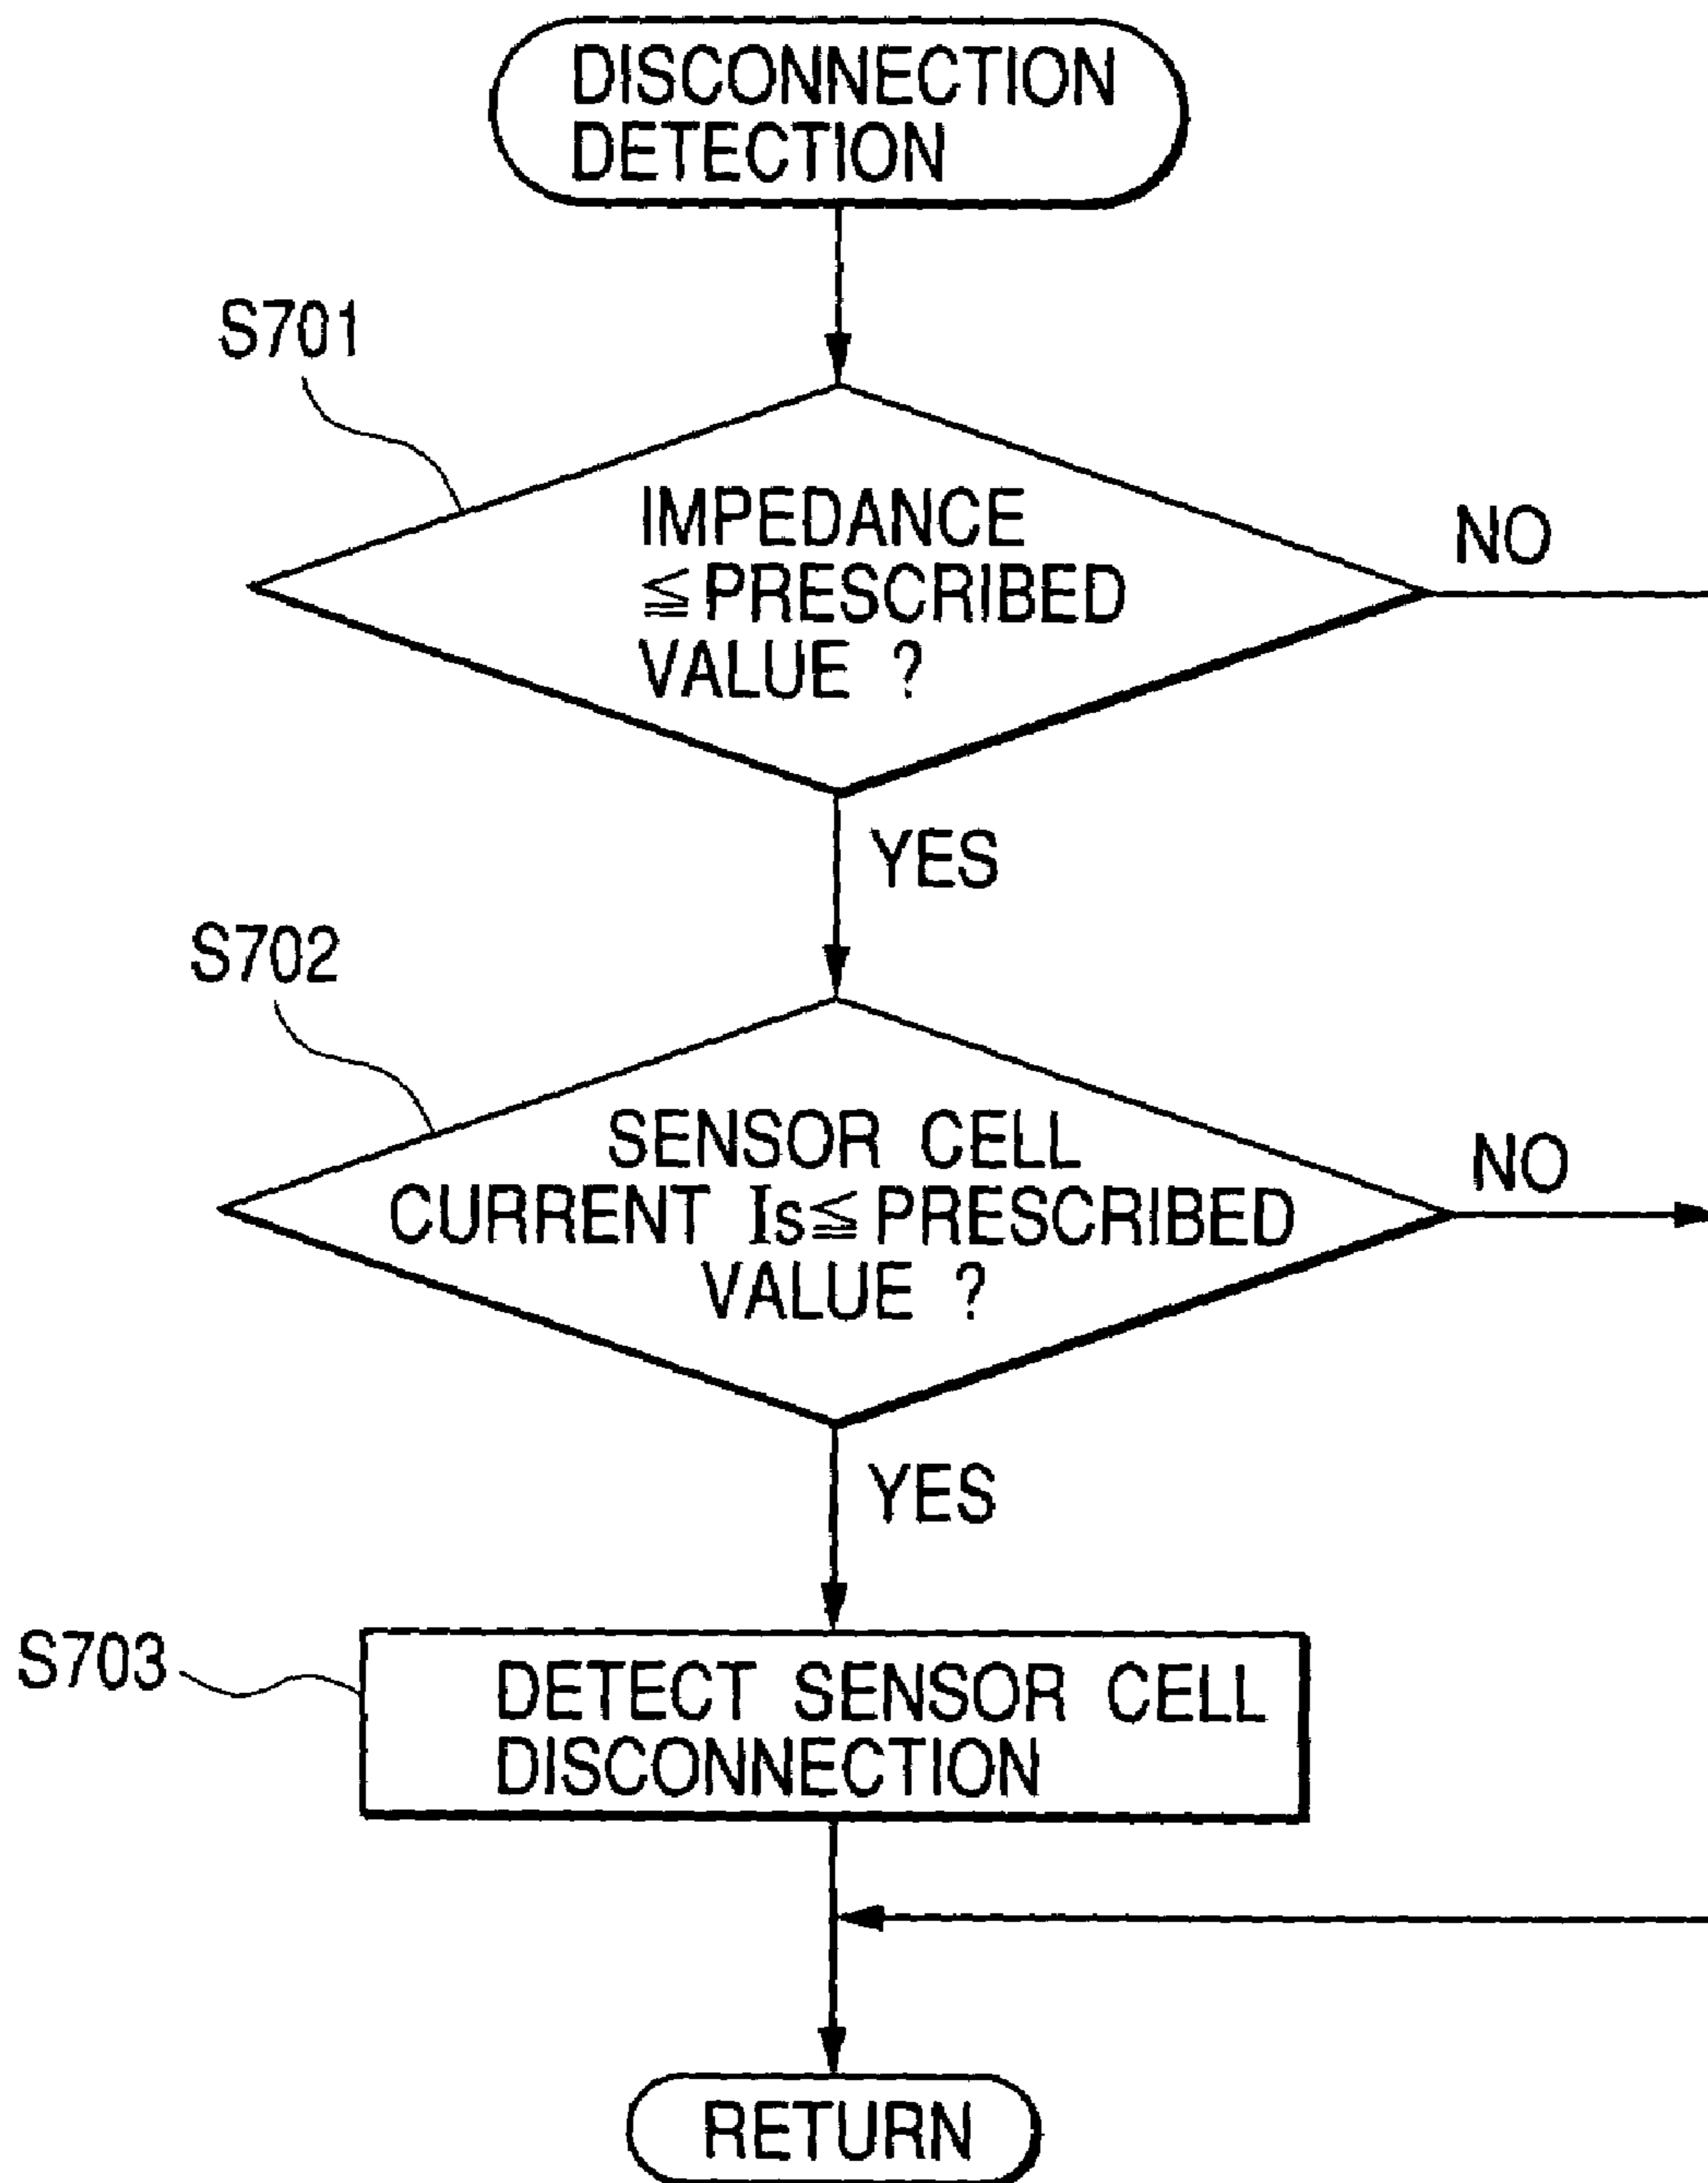 DISCONNECTION
DETECTION
S701
IMPEDANCE
≦PRESCRIBED
VALUE ?
NO
YES
S702
SENSOR CELL
CURRENT Is≦PRESCRIBED
VALUE ?
NO
YES
S703
DETECT SENSOR CELL
DISCONNECTION
RETURN